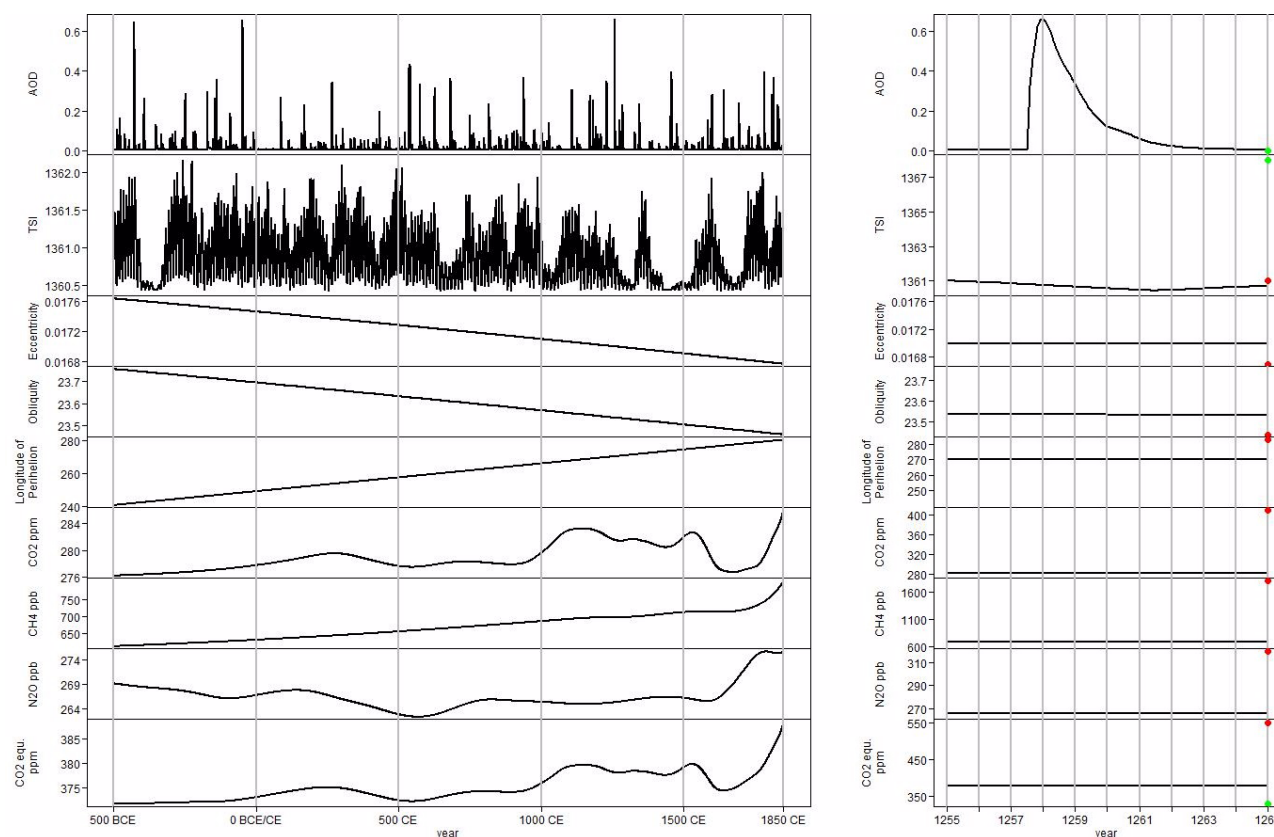 AOD
0.6
0.4
0.2
0.0
TSI
1362.0
1361.5
1361.0
1360.5
Eccentricity
0.0176
0.0172
0.0168
Obliquity
23.7
23.6
23.5
Longitude of
Perihelion
280
260
240
CO2 ppm
284
280
276
CH4 ppb
750
700
650
N2O ppb
274
269
264
CO2 equ.
ppm
385
380
375
500 BCE
0 BCE/CE
500 CE
1000 CE
1500 CE
1850 CE
year
AOD
0.6
0.4
0.2
0.0
TSI
1367
1365
1363
1361
Eccentricity
0.0176
0.0172
0.0168
Obliquity
23.7
23.6
23.5
Longitude of
Perihelion
280
270
260
250
CO2 ppm
400
360
320
280
CH4 ppb
1600
1100
600
N2O ppb
310
290
270
CO2 equ.
ppm
550
450
350
1255
1257
1259
1261
1263
126
year